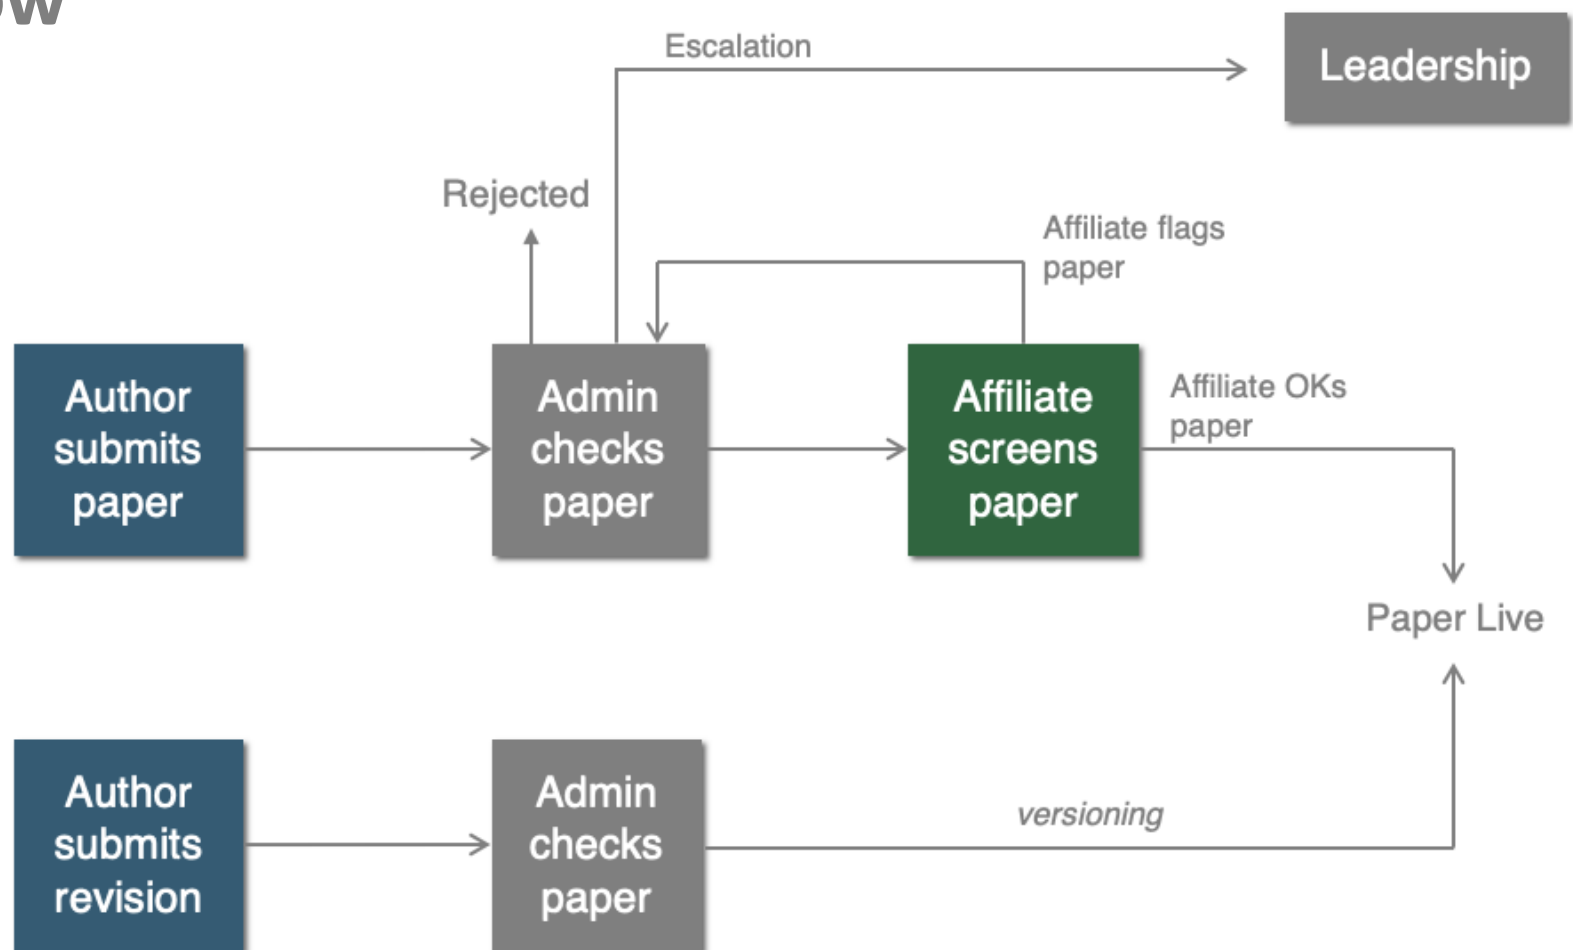 Escalation
Leadership
Rejected
Affiliate flags
paper
Author
submits
paper
Admin
checks
paper
Affiliate
screens
paper
Affiliate OKs
paper
Paper Live
Author
submits
revision
Admin
checks
paper
versioning